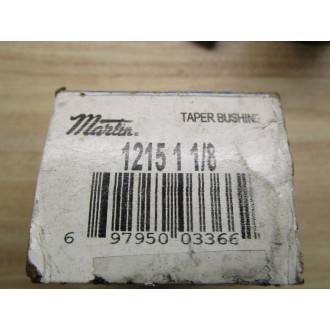 Martin.
TAPER BUSHING
1215 1 1/8
6 97950 03366